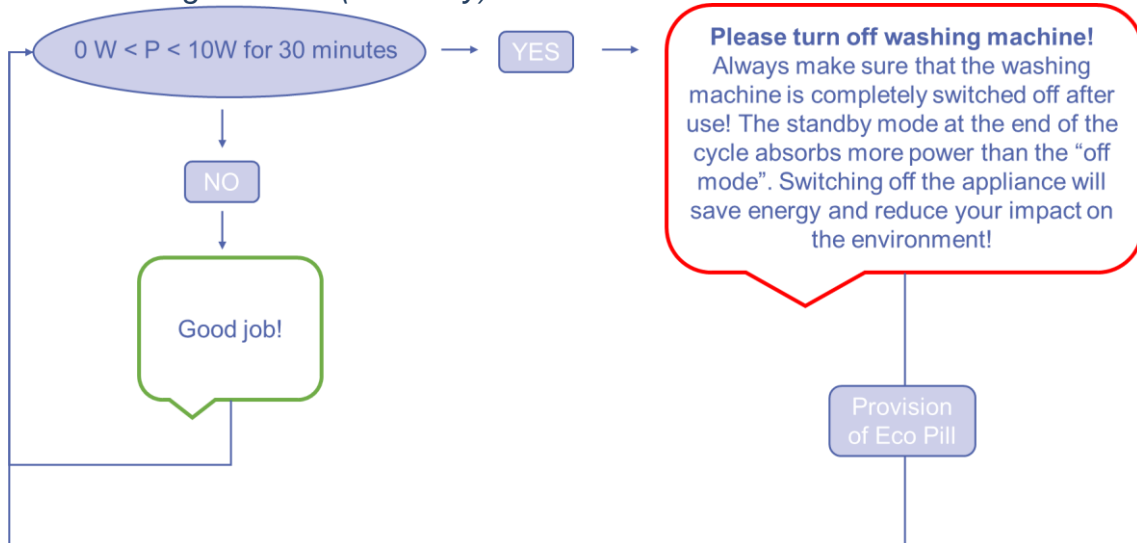 0 W < P < 10W for 30 minutes
YES
Please turn off washing machine!
Always make sure that the washing
machine is completely switched off after
use! The standby mode at the end of the
cycle absorbs more power than the “off
mode”. Switching off the appliance will
save energy and reduce your impact on
the environment!
NO
Good job!
Provision
of Eco Pill